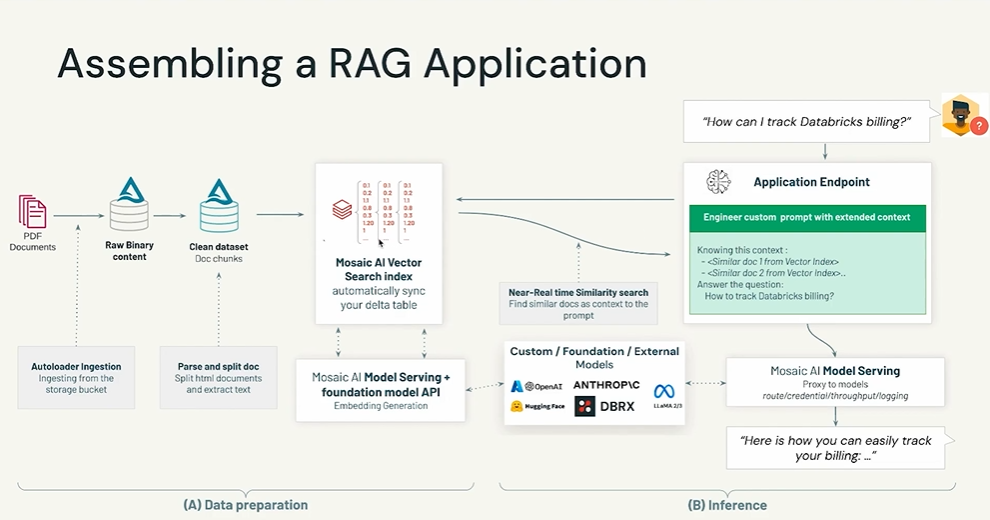 Assembling a RAG Application
"How can I track Databricks billing?"
?
Application Endpoint
Engineer custom prompt with extended context
Knowing this context :
- <Similar doc 1 from Vector Index>
- <Similar doc 2 from Vector Index>..
Answer the question:
How to track Databricks billing?
PDF
Documents
Raw Binary
content
Clean dataset
Doc chunks
0.1 0.1 0.1
0.2 0.2 0.2
1.1 1.1 1.1
0.8 0.8 0.8
0.3 0.3 0.3
1.20 1.20 1.20
1 1 1
... ... ...
Mosaic AI Vector
Search index
automatically sync
your delta table
Near-Real time Similarity search
Find similar docs as context to the
prompt
Autoloader Ingestion
Ingesting from the
storage bucket
Parse and split doc
Split html documents
and extract text
Mosaic AI Model Serving +
foundation model API
Embedding Generation
Custom / Foundation / External
Models
OpenAI
ANTHROP\C
Hugging Face
DBRX
LLaMA 2/3
Mosaic AI Model Serving
Proxy to models
route/credential/throughput/logging
"Here is how you can easily track
your billing: ..."
(A) Data preparation
(B) Inference